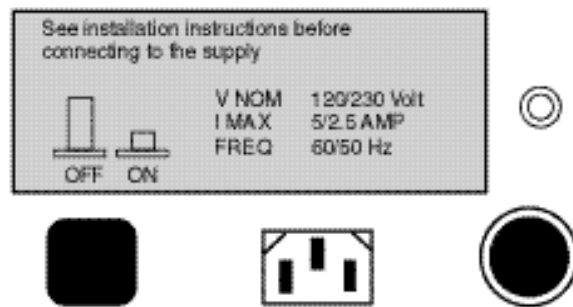 See installation instructions before
connecting to the supply
V NOM 120/230 Volt
I MAX 5/2.5 AMP
FREQ 60/50 Hz
OFF ON